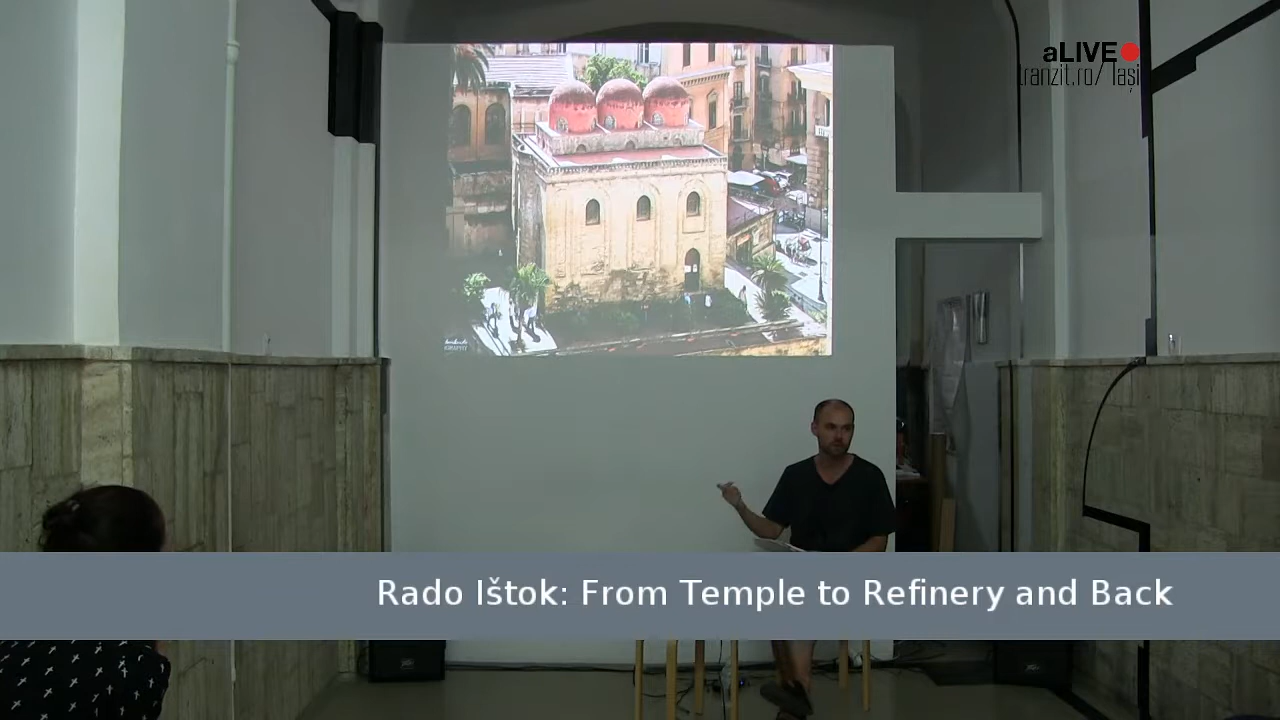 aLIVE
tranzit.ro/ Iași
Rado Ištok: From Temple to Refinery and Back